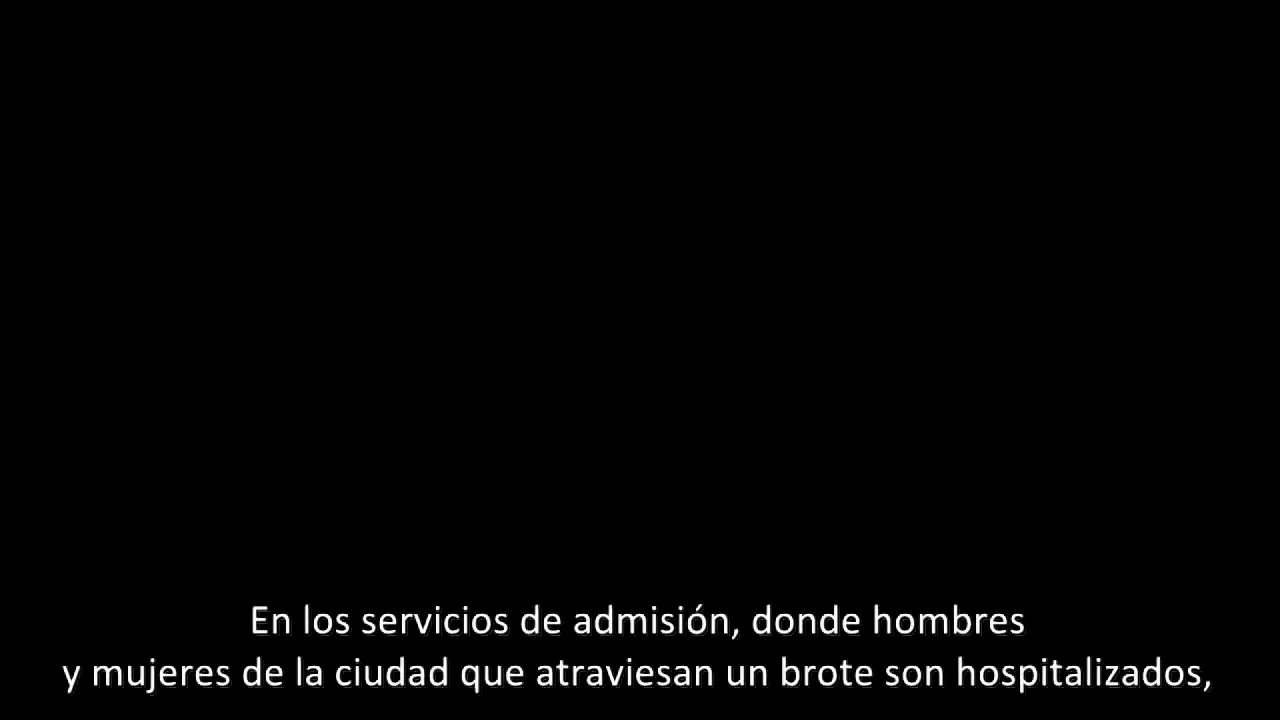 En los servicios de admisión, donde hombres
y mujeres de la ciudad que atraviesan un brote son hospitalizados,